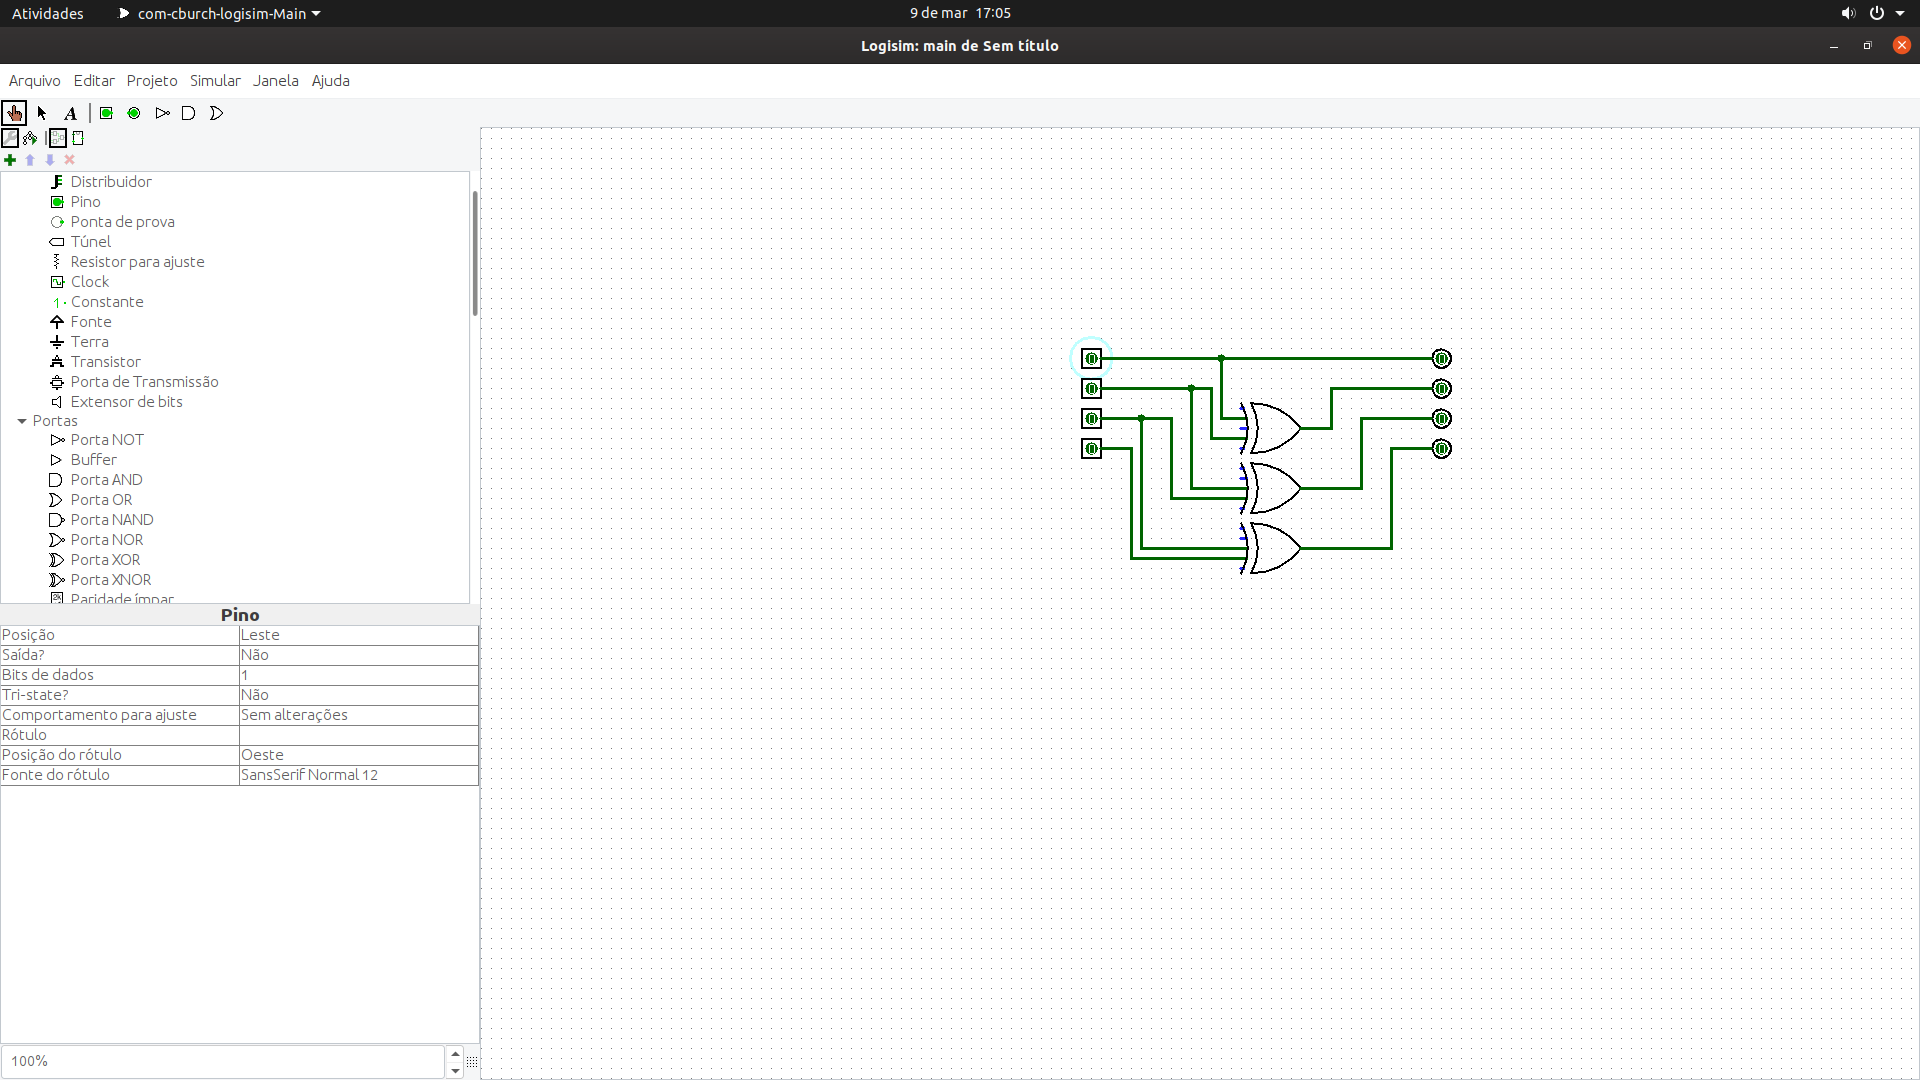 Atividades com-cburch-logisim-Main 9 de mar 17:05
Logisim: main de Sem título
Arquivo Editar Projeto Simular Janela Ajuda
A
Distribuidor
Pino
Ponta de prova
Túnel
Resistor para ajuste
Clock
1 Constante
Fonte
Terra
Transistor
Porta de Transmissão
Extensor de bits
Portas
Porta NOT
Buffer
Porta AND
Porta OR
Porta NAND
Porta NOR
Porta XOR
Porta XNOR
Paridade ímpar
Pino
Posição Leste
Saída? Não
Bits de dados 1
Tri-state? Não
Comportamento para ajuste Sem alterações
Rótulo
Posição do rótulo Oeste
Fonte do rótulo SansSerif Normal 12
100%
0 0
0 0
0 0
0 0